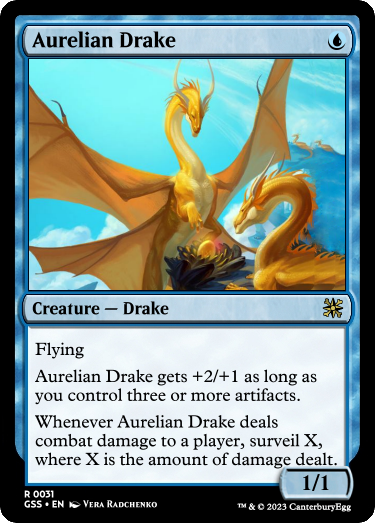 Aurelian Drake
Creature — Drake
Flying
Aurelian Drake gets +2/+1 as long as
you control three or more artifacts.
Whenever Aurelian Drake deals
combat damage to a player, surveil X,
where X is the amount of damage dealt.
1/1
R 0031
GSS • EN Vera Radchenko
™ & © 2023 CanterburyEgg